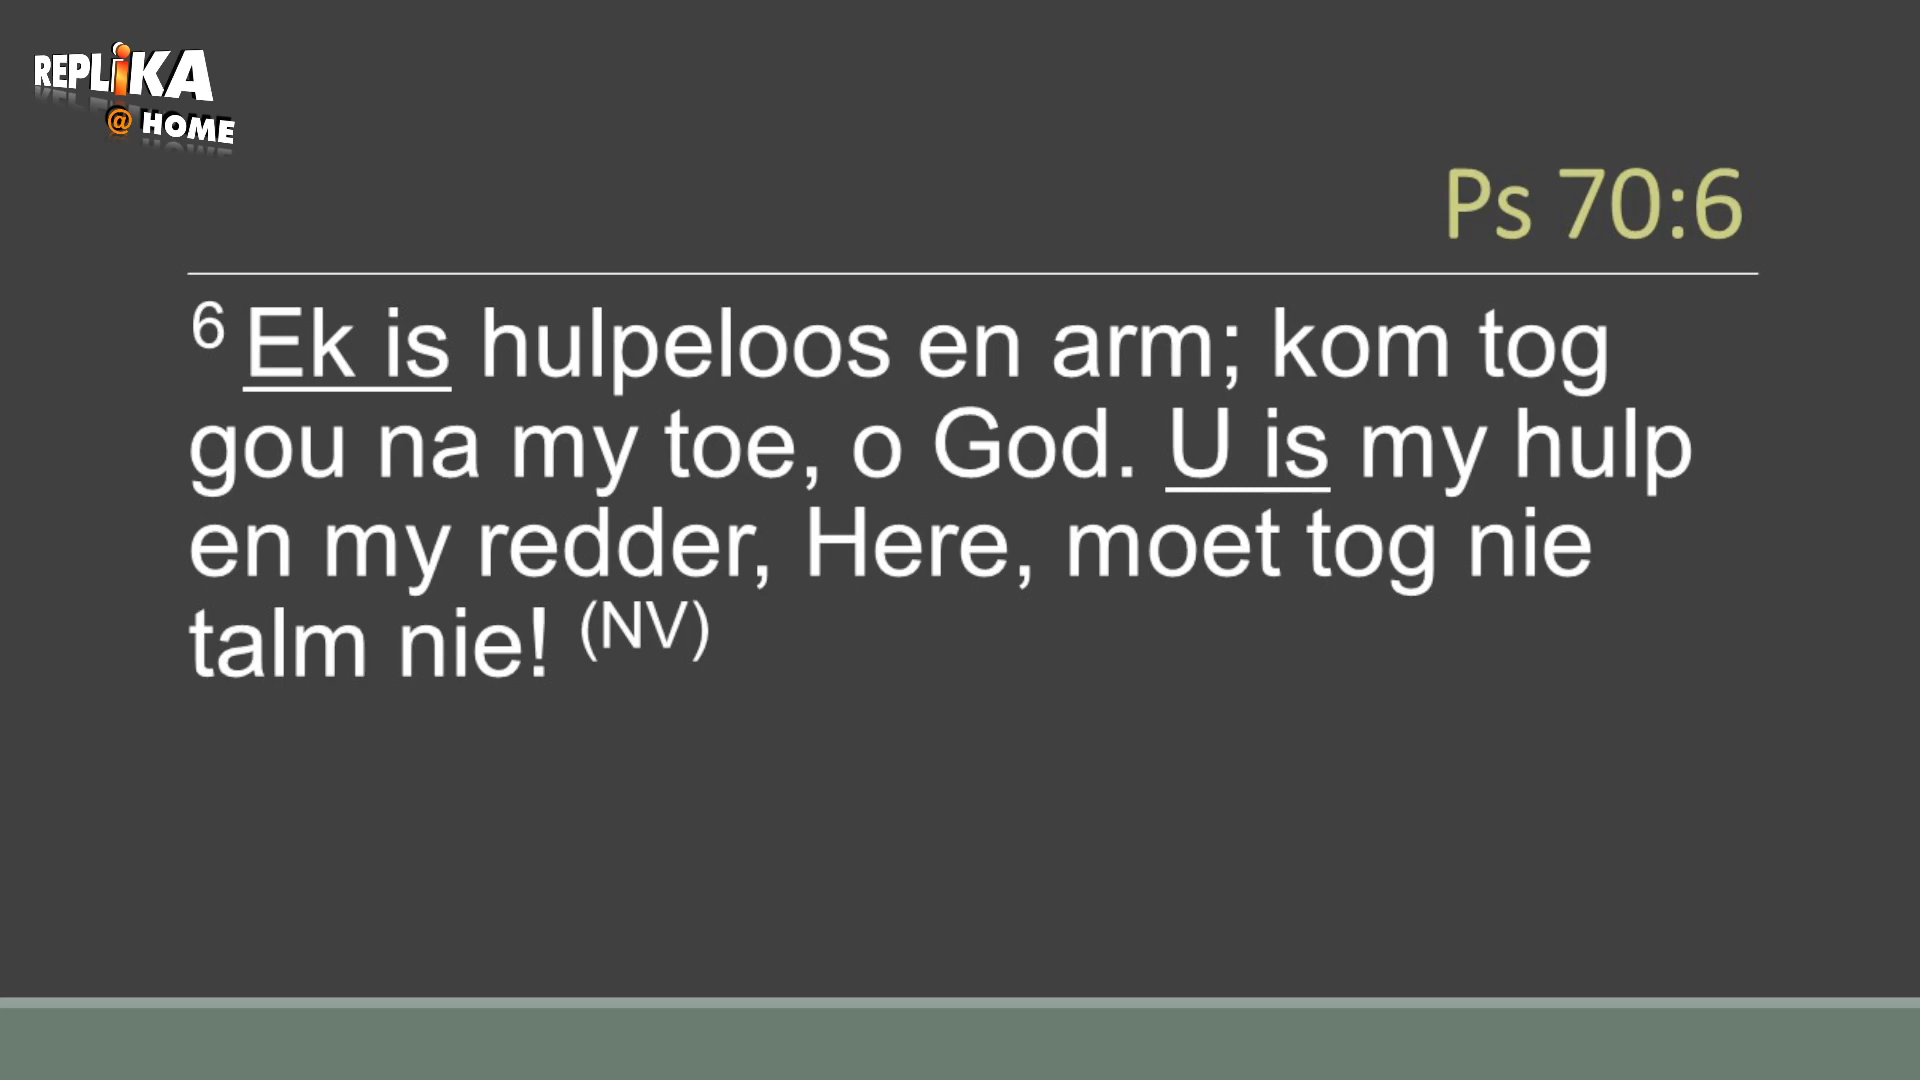 REPLiKA
@ HOME
Ps 70:6
6 Ek is hulpeloos en arm; kom tog
gou na my toe, o God. U is my hulp
en my redder, Here, moet tog nie
talm nie! (NV)